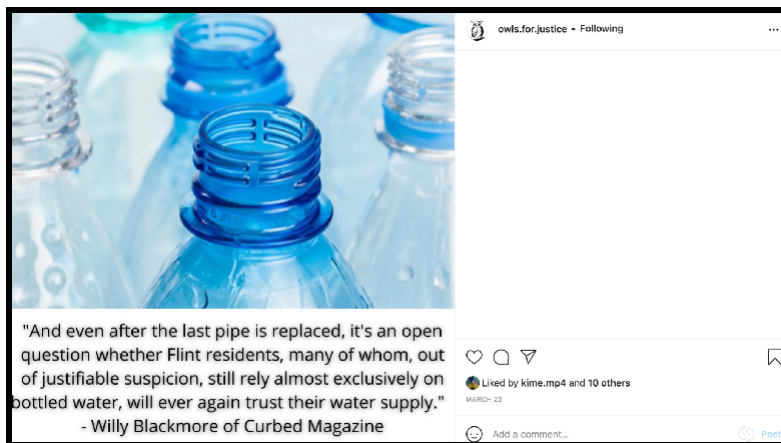 owls.for.justice • Following
"And even after the last pipe is replaced, it's an open
question whether Flint residents, many of whom, out
of justifiable suspicion, still rely almost exclusively on
bottled water, will ever again trust their water supply."
- Willy Blackmore of Curbed Magazine
Liked by kime.mp4 and 10 others
MARCH 22
Add a comment...
Post